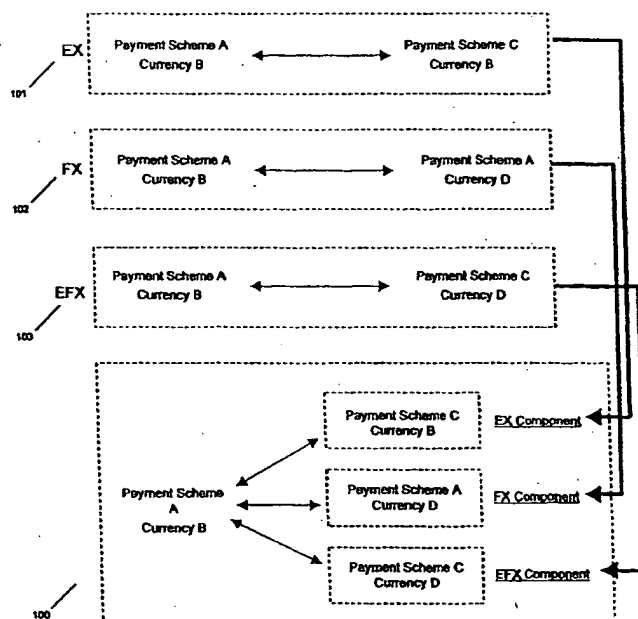 EX
Payment Scheme A
Currency B
Payment Scheme C
Currency B
101
FX
Payment Scheme A
Currency B
Payment Scheme A
Currency D
102
EFX
Payment Scheme A
Currency B
Payment Scheme C
Currency D
103
Payment Scheme C
Currency B
EX Component
Payment Scheme
A
Currency B
Payment Scheme A
Currency D
FX Component
Payment Scheme C
Currency D
EFX Component
100